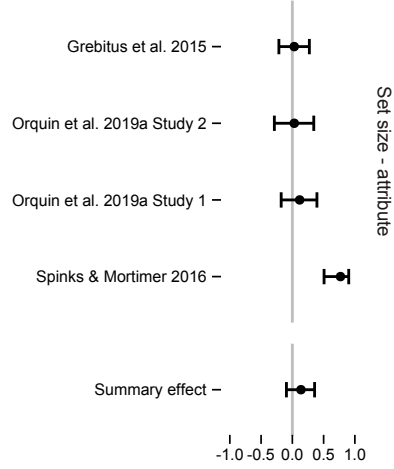 Grebitus et al. 2015
Orquin et al. 2019a Study 2
Orquin et al. 2019a Study 1
Spinks & Mortimer 2016
Summary effect
Set size - attribute
-1.0 -0.5 0.0 0.5 1.0